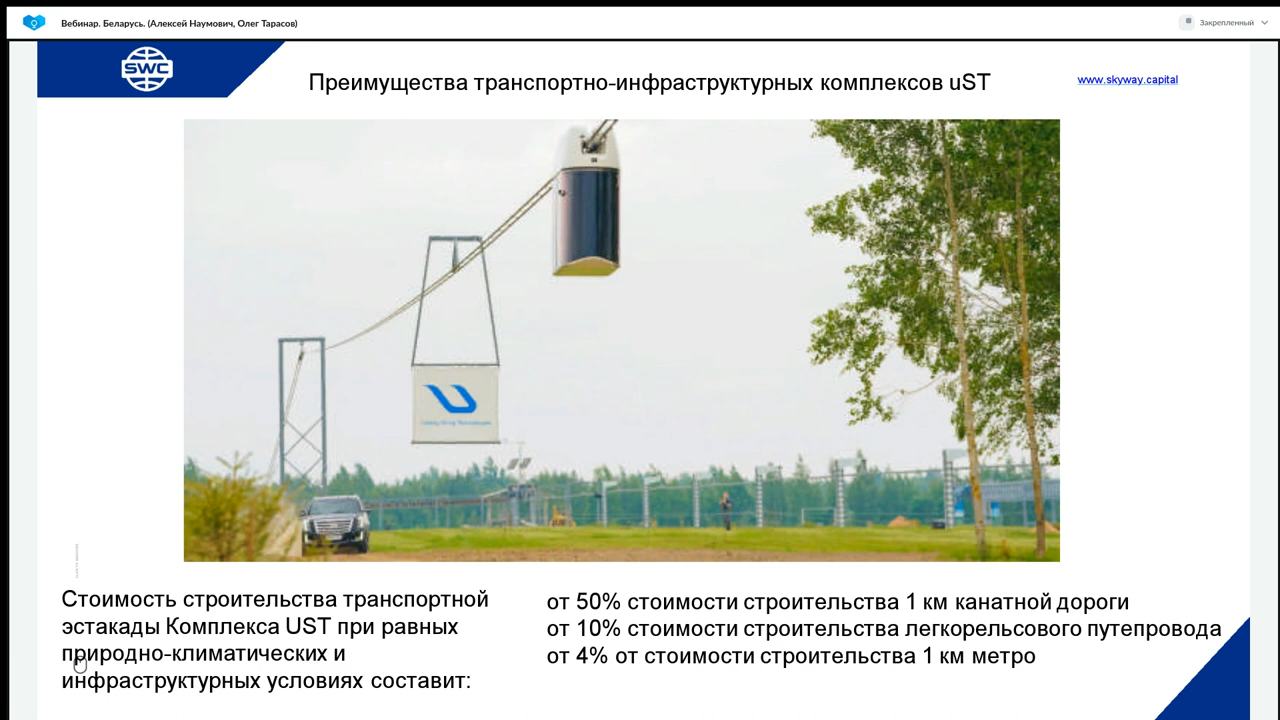 Вебинар. Беларусь. (Алексей Наумович, Олег Тарасов)
Закрепленный
SWC
Преимущества транспортно-инфраструктурных комплексов uST
www.skyway.capital
Стоимость строительства транспортной
эстакады Комплекса UST при равных
природно-климатических и
инфраструктурных условиях составит:
от 50% стоимости строительства 1 км канатной дороги
от 10% стоимости строительства легкорельсового путепровода
от 4% от стоимости строительства 1 км метро